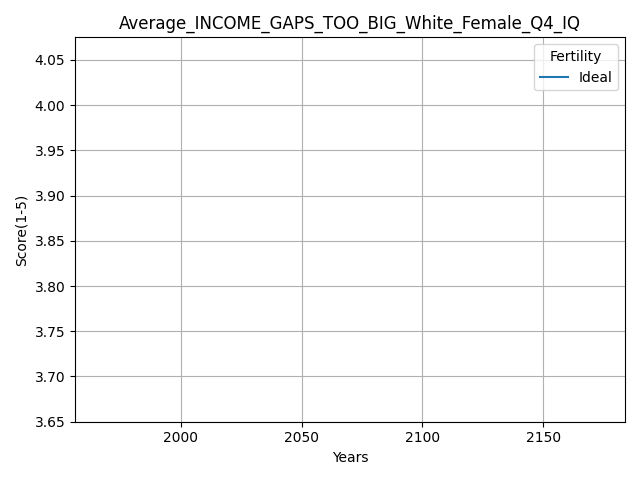 Average_INCOME_GAPS_TOO_BIG_White_Female_Q4_IQ
Fertility
Ideal
Score(1-5)
4.05
4.00
3.95
3.90
3.85
3.80
3.75
3.70
3.65
2000 2050 2100 2150
Years